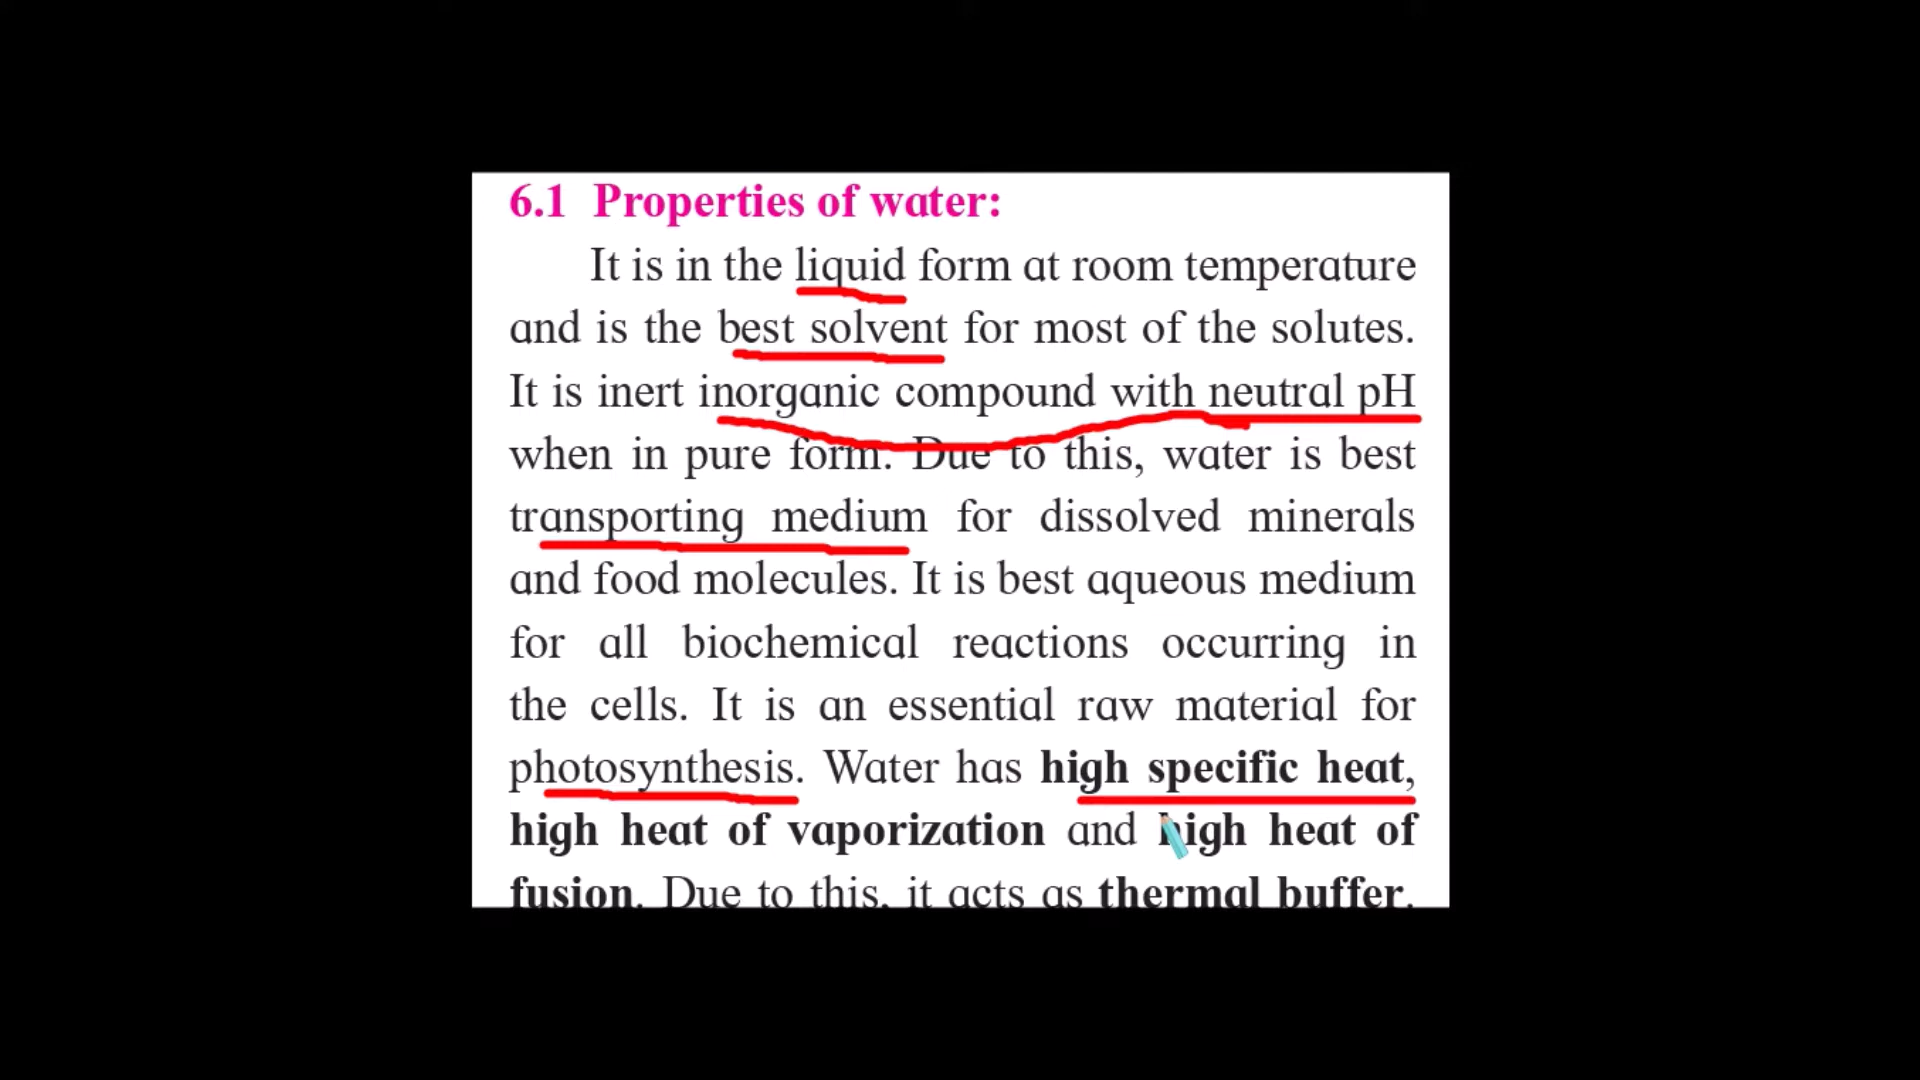 6.1 Properties of water:
It is in the liquid form at room temperature
and is the best solvent for most of the solutes.
It is inert inorganic compound with neutral pH
when in pure form. Due to this, water is best
transporting medium for dissolved minerals
and food molecules. It is best aqueous medium
for all biochemical reactions occurring in
the cells. It is an essential raw material for
photosynthesis. Water has high specific heat,
high heat of vaporization and high heat of
fusion. Due to this, it acts as thermal buffer.